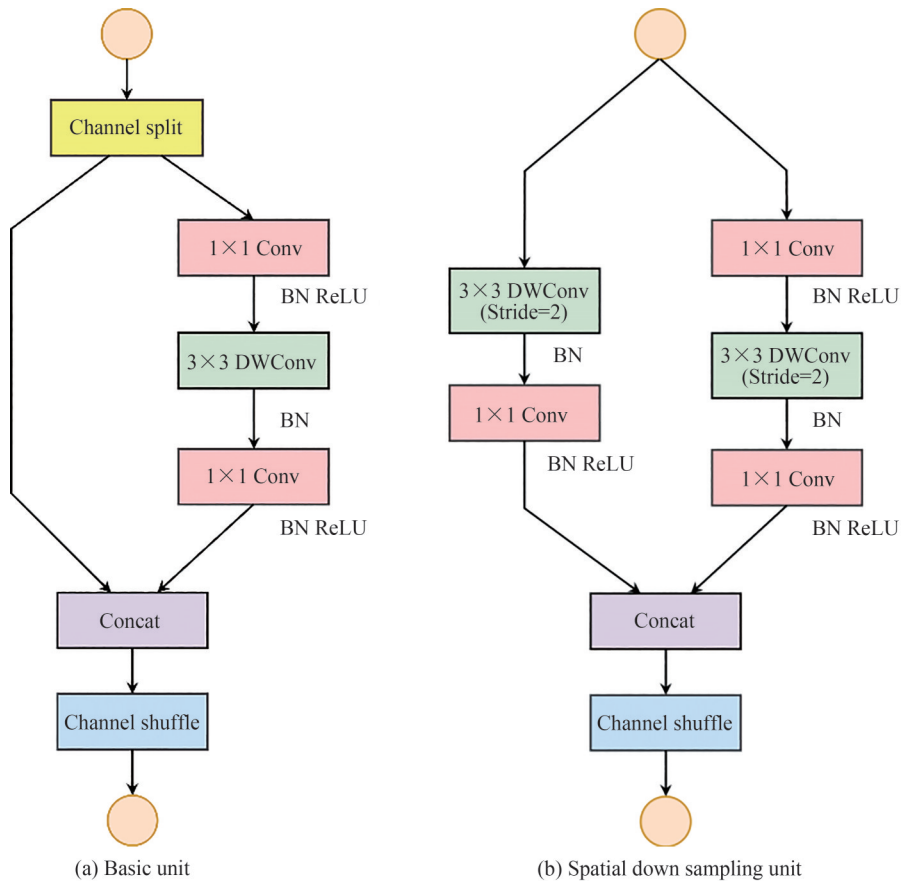 Channel split
1×1 Conv
BN ReLU
3×3 DWConv
BN
1×1 Conv
BN ReLU
Concat
Channel shuffle
(a) Basic unit
3×3 DWConv
(Stride=2)
BN
1×1 Conv
BN ReLU
1×1 Conv
BN ReLU
3×3 DWConv
(Stride=2)
BN
1×1 Conv
BN ReLU
Concat
Channel shuffle
(b) Spatial down sampling unit